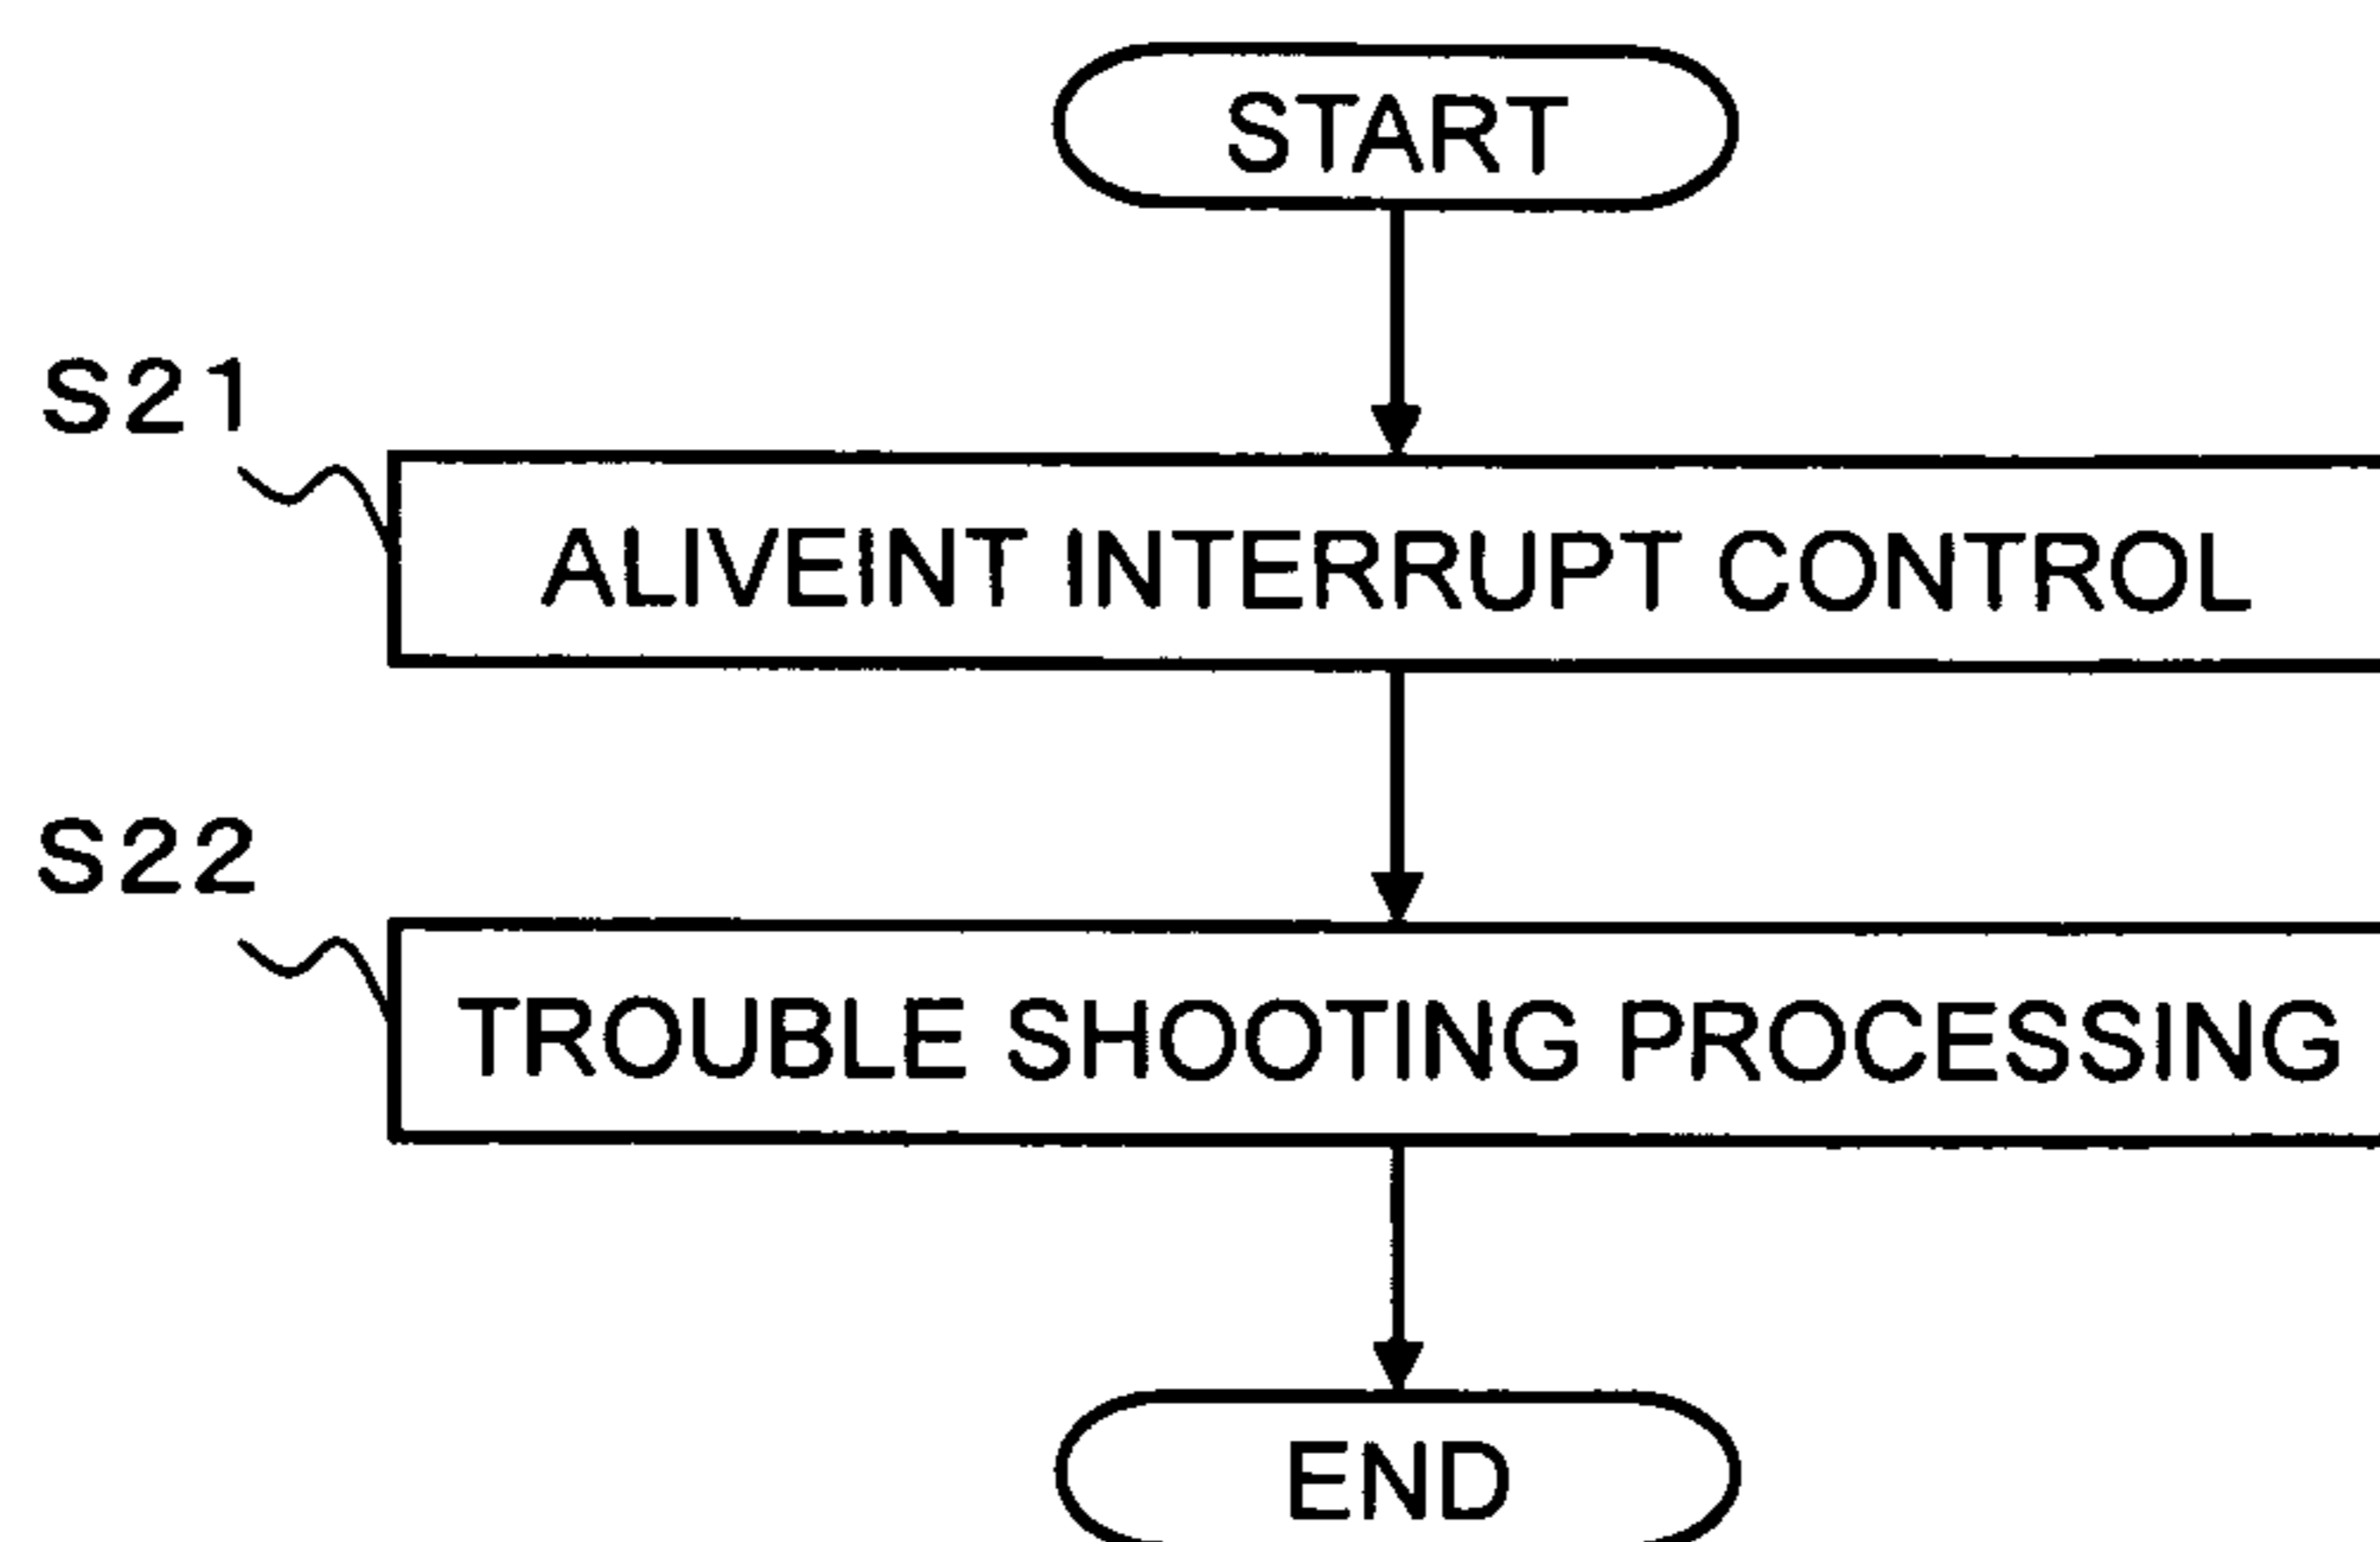 START
S21
ALIVEINT INTERRUPT CONTROL
S22
TROUBLE SHOOTING PROCESSING
END